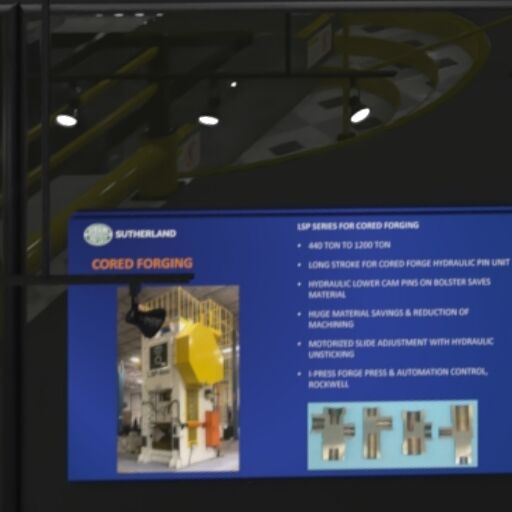 SUTHERLAND
CORED FORGING
LSP SERIES FOR CORED FORGING
• 440 TON TO 1200 TON
• LONG STROKE FOR CORED FORGE HYDRAULIC PIN UNIT
• HYDRAULIC LOWER CAM PINS ON BOLSTER SAVES
MATERIAL
• HUGE MATERIAL SAVINGS & REDUCTION OF
MACHINING
• MOTORIZED SLIDE ADJUSTMENT WITH HYDRAULIC
UNSTICKING
• I-PRESS FORGE PRESS & AUTOMATION CONTROL,
ROCKWELL